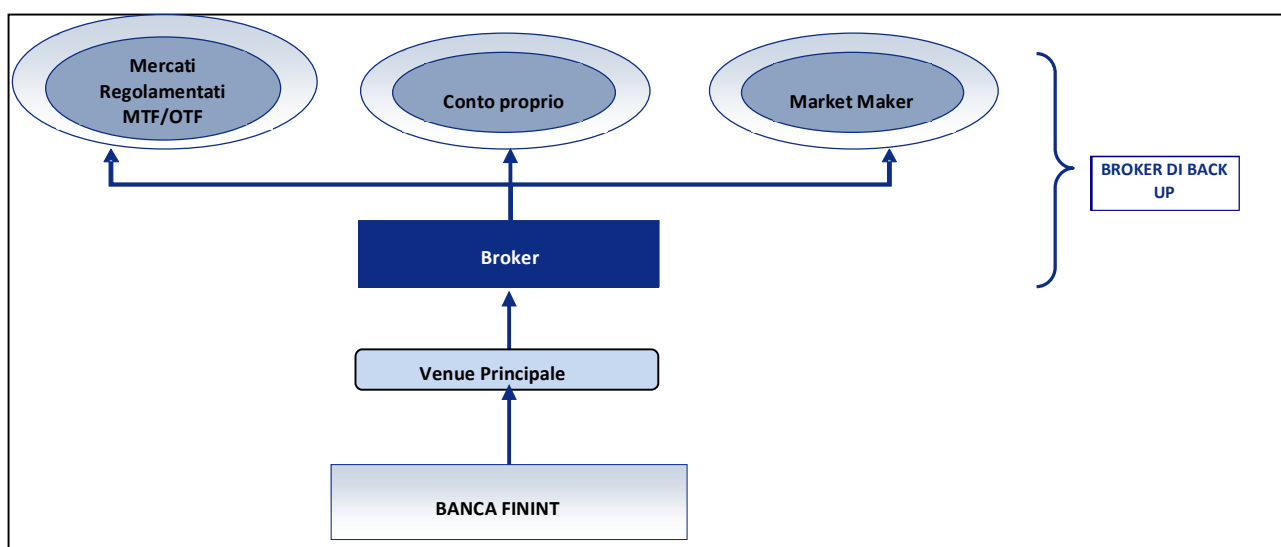 Mercati
Regolamentati
MTF/OTF
Conto proprio
Market Maker
BROKER DI BACK
UP
Broker
Venue Principale
BANCA FININT